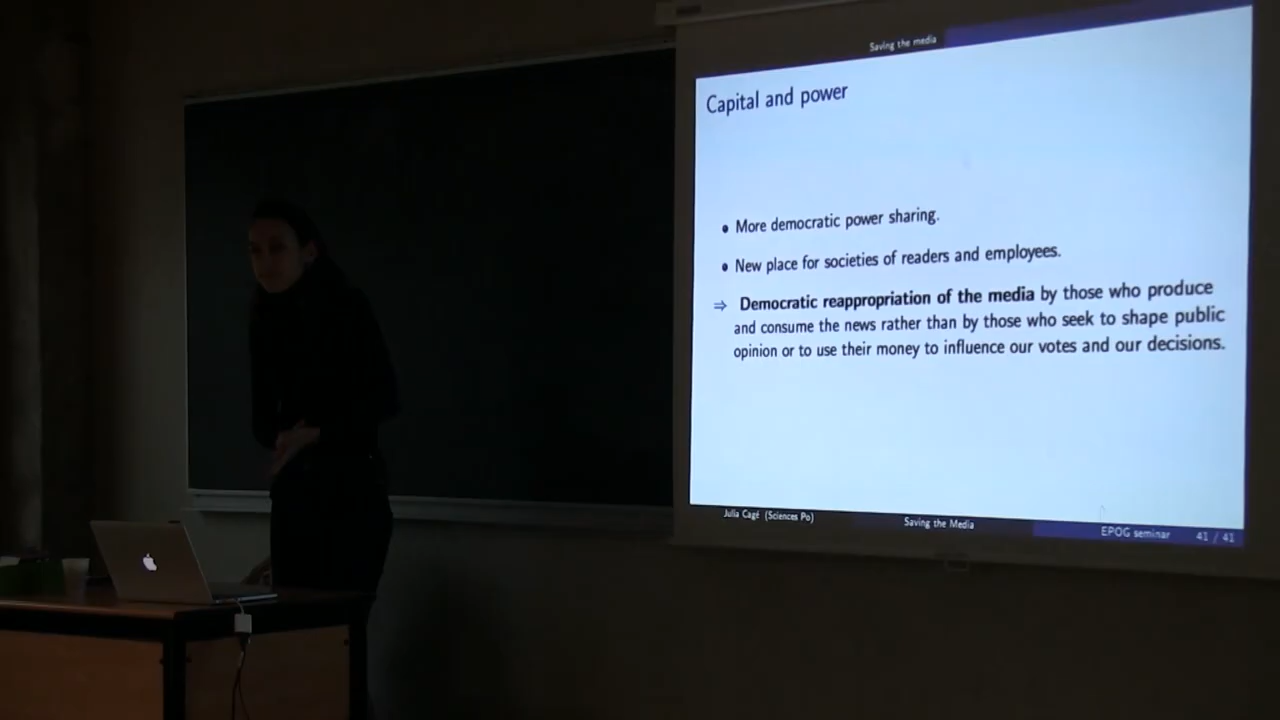 Saving the media
Capital and power
• More democratic power sharing.
• New place for societies of readers and employees.
⇒ Democratic reappropriation of the media by those who produce
and consume the news rather than by those who seek to shape public
opinion or to use their money to influence our votes and our decisions.
Julia Cagé (Sciences Po) Saving the Media EPOG seminar 41 / 41